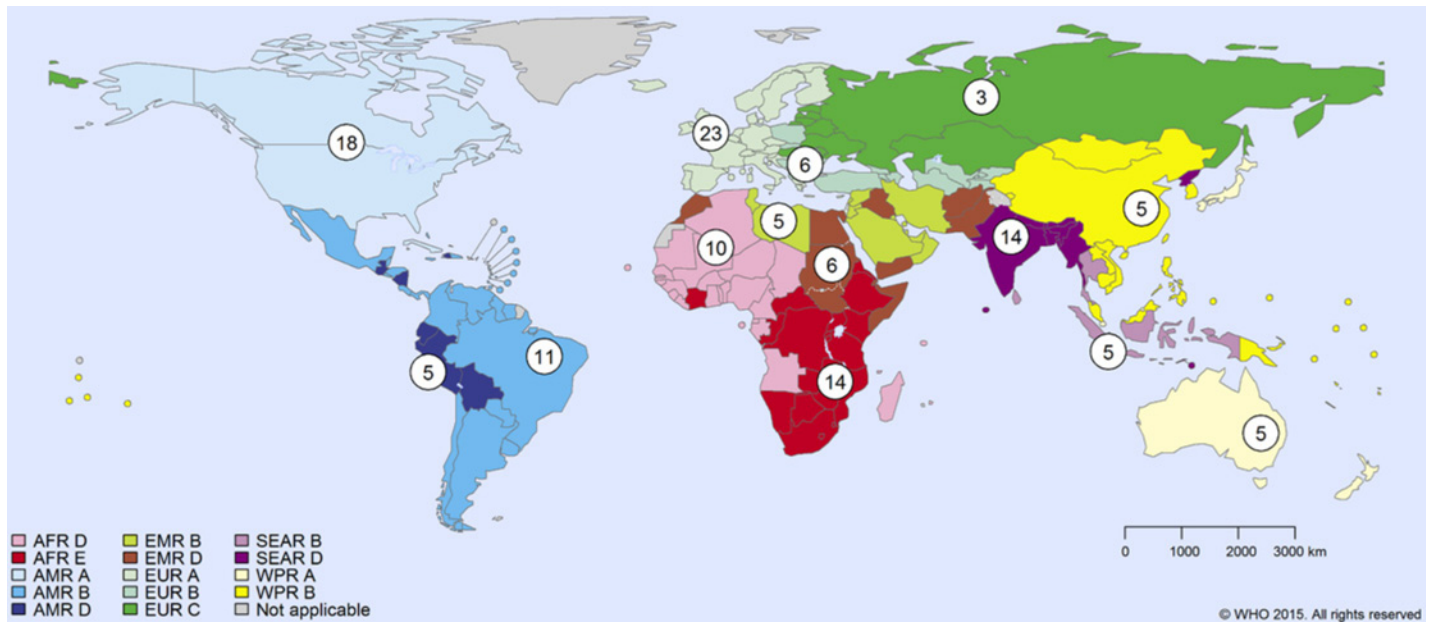 3
18
23
6
5
5
14
10
6
11
5
5
14
5
AFR D
AFR E
AMR A
AMR B
AMR D
EMR B
EMR D
EUR A
EUR B
EUR C
SEAR B
SEAR D
WPR A
WPR B
Not applicable
0 1000 2000 3000 km
© WHO 2015. All rights reserved